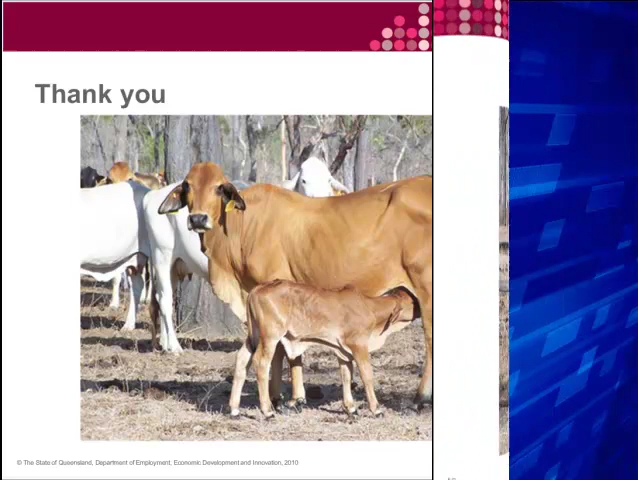 Thank you
© The State of Queensland, Department of Employment, Economic Development and Innovation, 2010